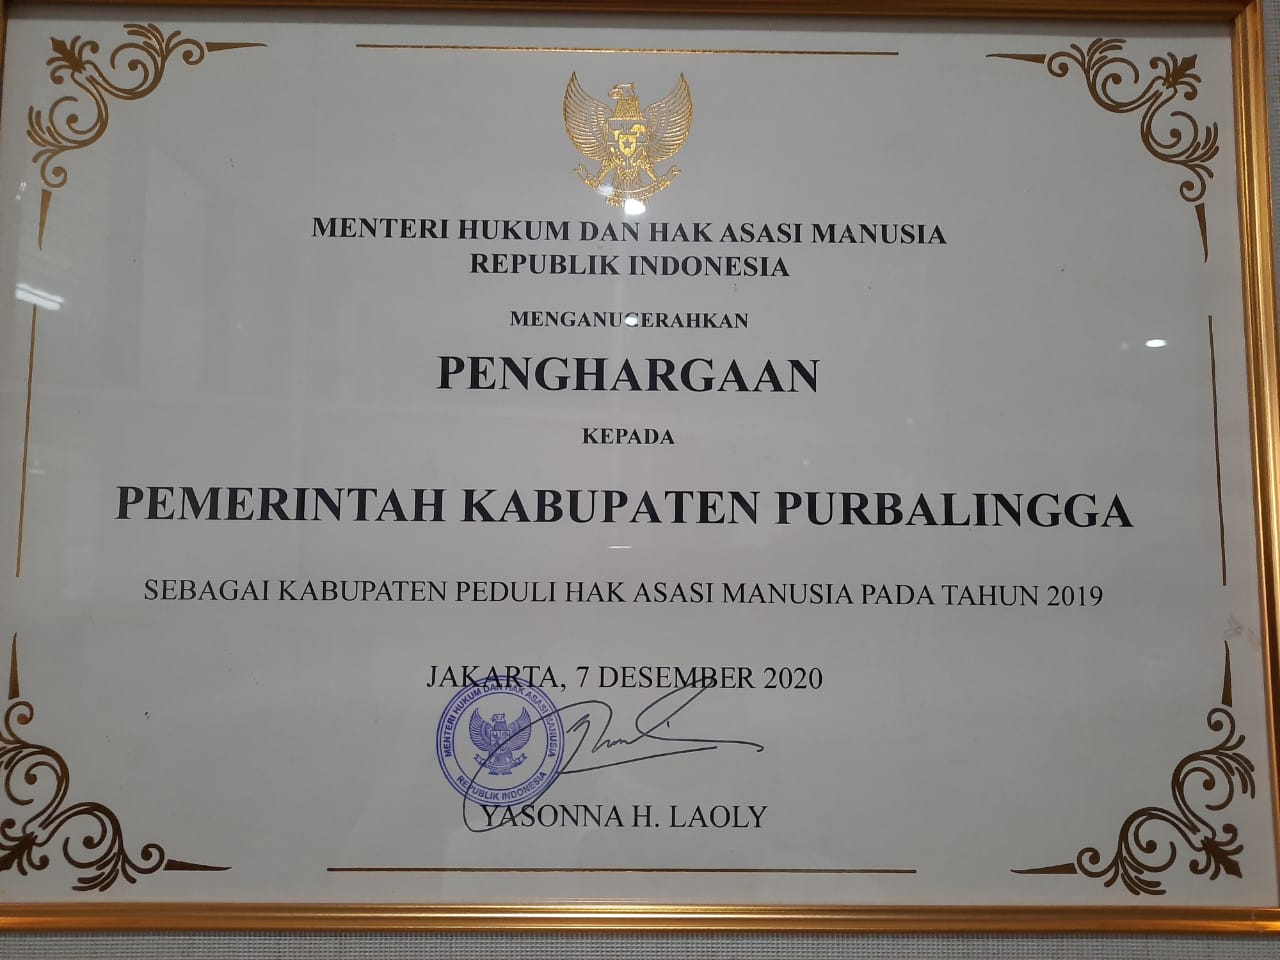 MENTERI HUKUM DAN HAK ASASI MANUSIA
REPUBLIK INDONESIA
MENGANUGERAHKAN
PENGHARGAAN
KEPADA
PEMERINTAH KABUPATEN PURBALINGGA
SEBAGAI KABUPATEN PEDULI HAK ASASI MANUSIA PADA TAHUN 2019
JAKARTA, 7 DESEMBER 2020
MENTERI HUKUM DAN HAK ASASI MANUSIA
REPUBLIK INDONESIA
YASONNA H. LAOLY